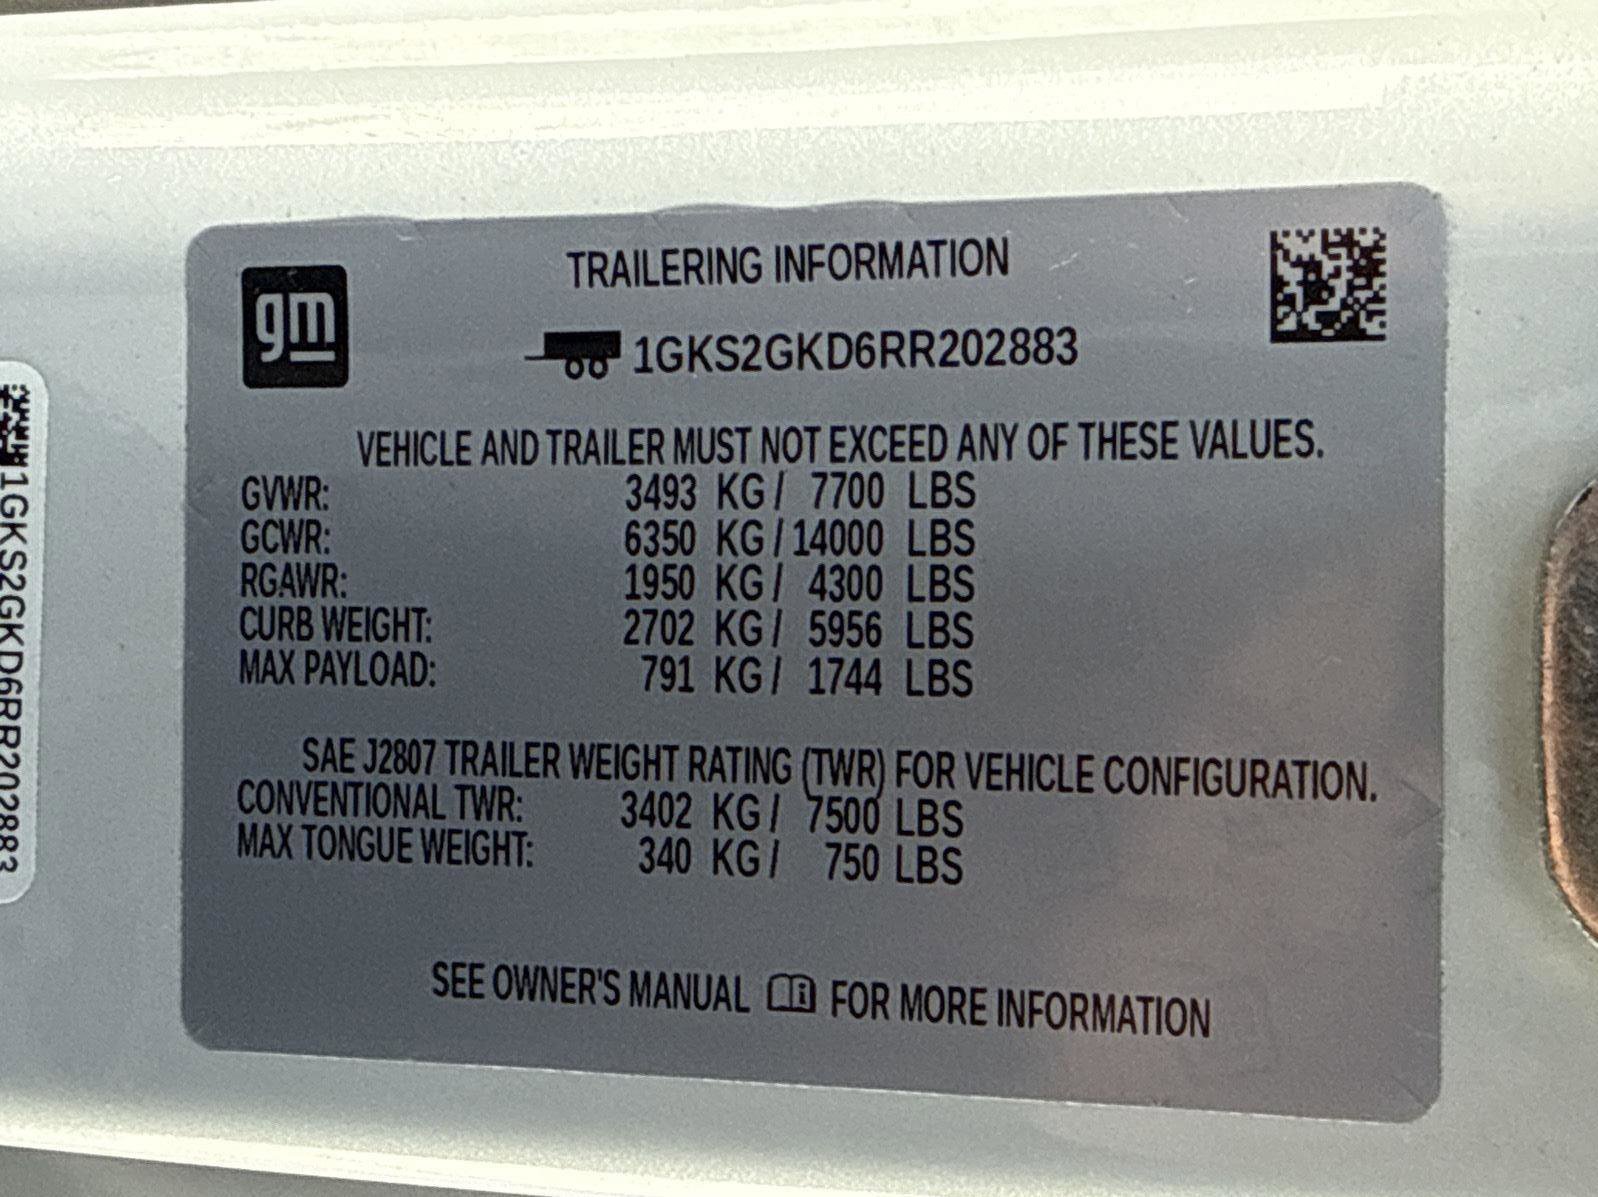 gm
TRAILERING INFORMATION
1GKS2GKD6RR202883
VEHICLE AND TRAILER MUST NOT EXCEED ANY OF THESE VALUES.
GVWR: 3493 KG / 7700 LBS
GCWR: 6350 KG / 14000 LBS
RGAWR: 1950 KG / 4300 LBS
CURB WEIGHT: 2702 KG / 5956 LBS
MAX PAYLOAD: 791 KG / 1744 LBS
SAE J2807 TRAILER WEIGHT RATING (TWR) FOR VEHICLE CONFIGURATION.
CONVENTIONAL TWR: 3402 KG / 7500 LBS
MAX TONGUE WEIGHT: 340 KG / 750 LBS
SEE OWNER'S MANUAL FOR MORE INFORMATION
1GKS2GKD6RR202883